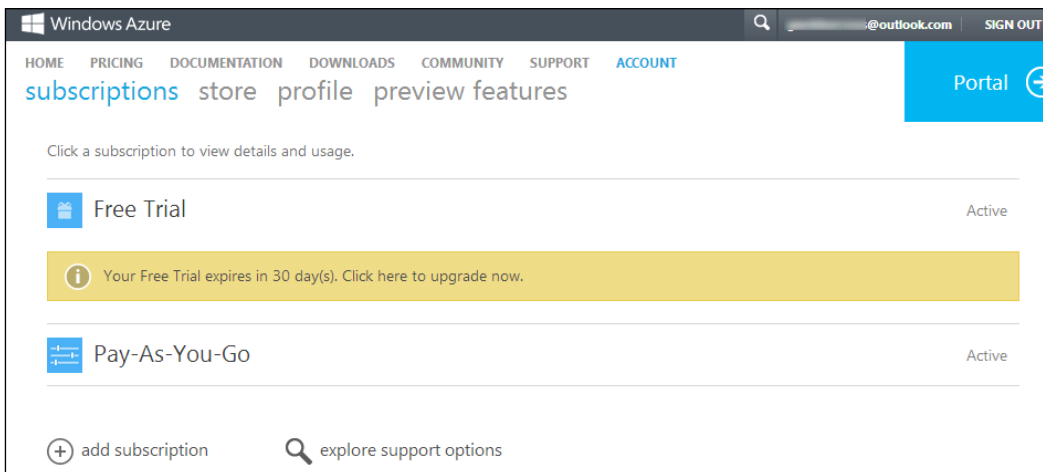 Windows Azure @outlook.com SIGN OUT
HOME PRICING DOCUMENTATION DOWNLOADS COMMUNITY SUPPORT ACCOUNT
subscriptions store profile preview features
Portal
Click a subscription to view details and usage.
Free Trial Active
Your Free Trial expires in 30 day(s). Click here to upgrade now.
Pay-As-You-Go Active
add subscription explore support options